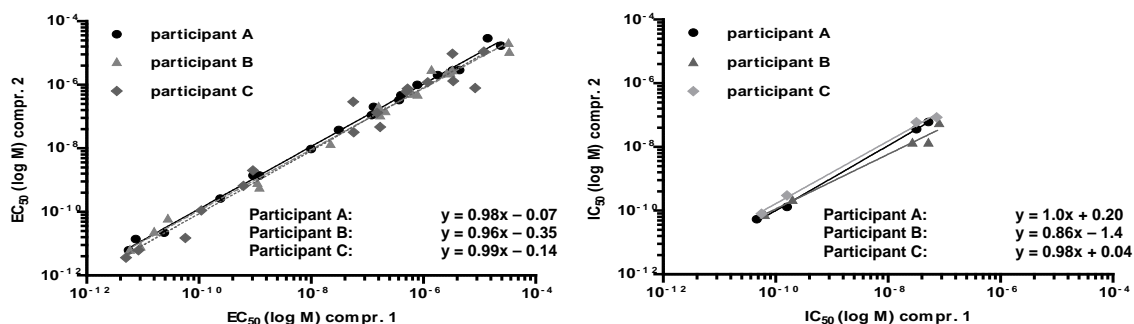 participant A
participant B
participant C
10⁻⁴
10⁻⁶
10⁻⁸
10⁻¹⁰
10⁻¹²
EC₅₀ (log M) compr. 2
Participant A: y = 0.98x – 0.07
Participant B: y = 0.96x – 0.35
Participant C: y = 0.99x – 0.14
10⁻¹² 10⁻¹⁰ 10⁻⁸ 10⁻⁶ 10⁻⁴
EC₅₀ (log M) compr. 1
participant A
participant B
participant C
10⁻⁴
10⁻⁶
10⁻⁸
10⁻¹⁰
10⁻¹²
IC₅₀ (log M) compr. 2
Participant A: y = 1.0x + 0.20
Participant B: y = 0.86x – 1.4
Participant C: y = 0.98x + 0.04
10⁻¹² 10⁻¹⁰ 10⁻⁸ 10⁻⁶ 10⁻⁴
IC₅₀ (log M) compr. 1